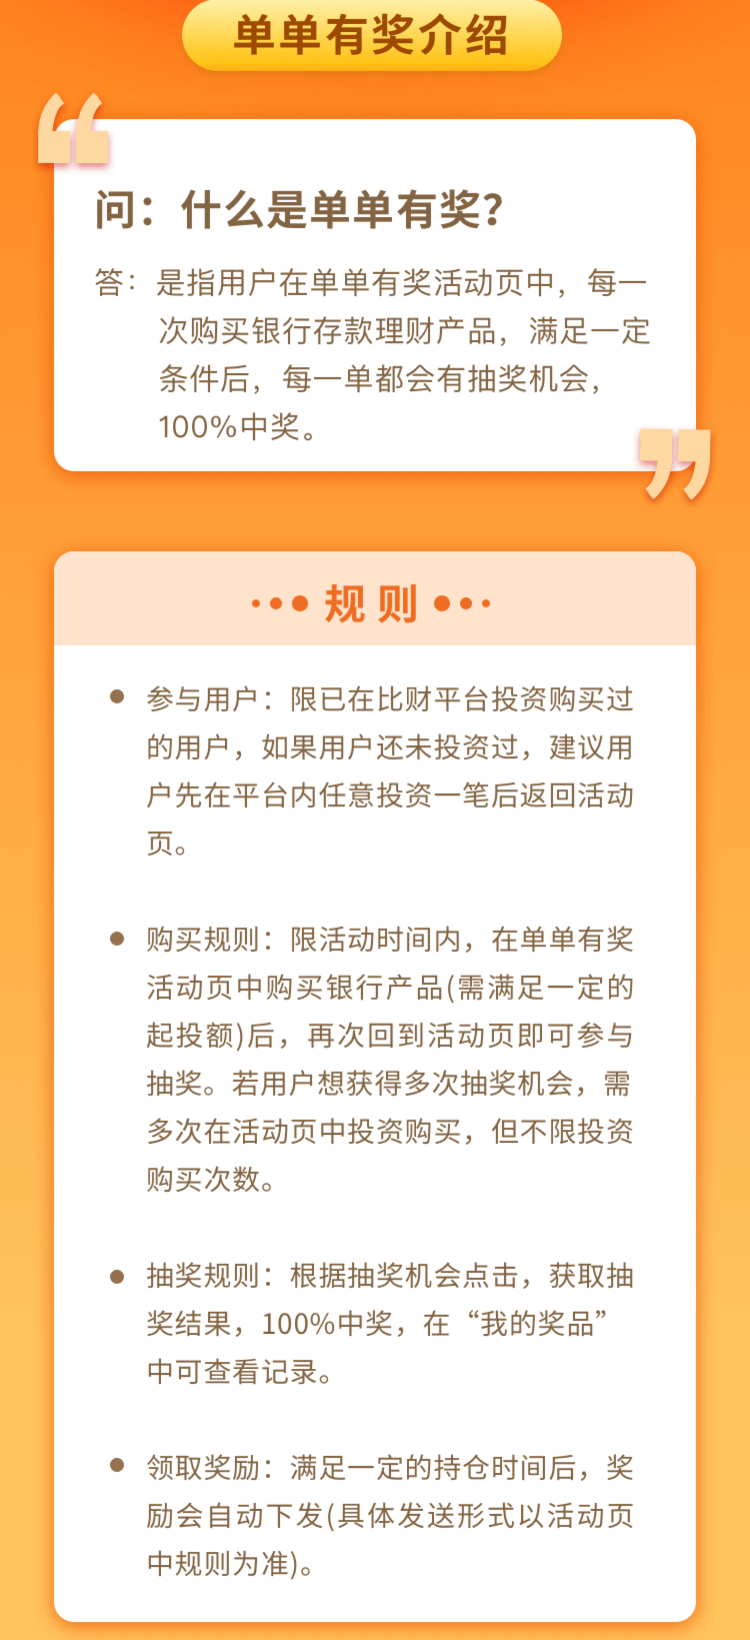 单单有奖介绍
问：什么是单单有奖？
答：是指用户在单单有奖活动页中，每一
次购买银行存款理财产品，满足一定
条件后，每一单都会有抽奖机会，
100%中奖。
规则
参与用户：限已在比财平台投资购买过
的用户，如果用户还未投资过，建议用
户先在平台内任意投资一笔后返回活动
页。
购买规则：限活动时间内，在单单有奖
活动页中购买银行产品(需满足一定的
起投额)后，再次回到活动页即可参与
抽奖。若用户想获得多次抽奖机会，需
多次在活动页中投资购买，但不限投资
购买次数。
抽奖规则：根据抽奖机会点击，获取抽
奖结果，100%中奖，在“我的奖品”
中可查看记录。
领取奖励：满足一定的持仓时间后，奖
励会自动下发(具体发送形式以活动页
中规则为准)。